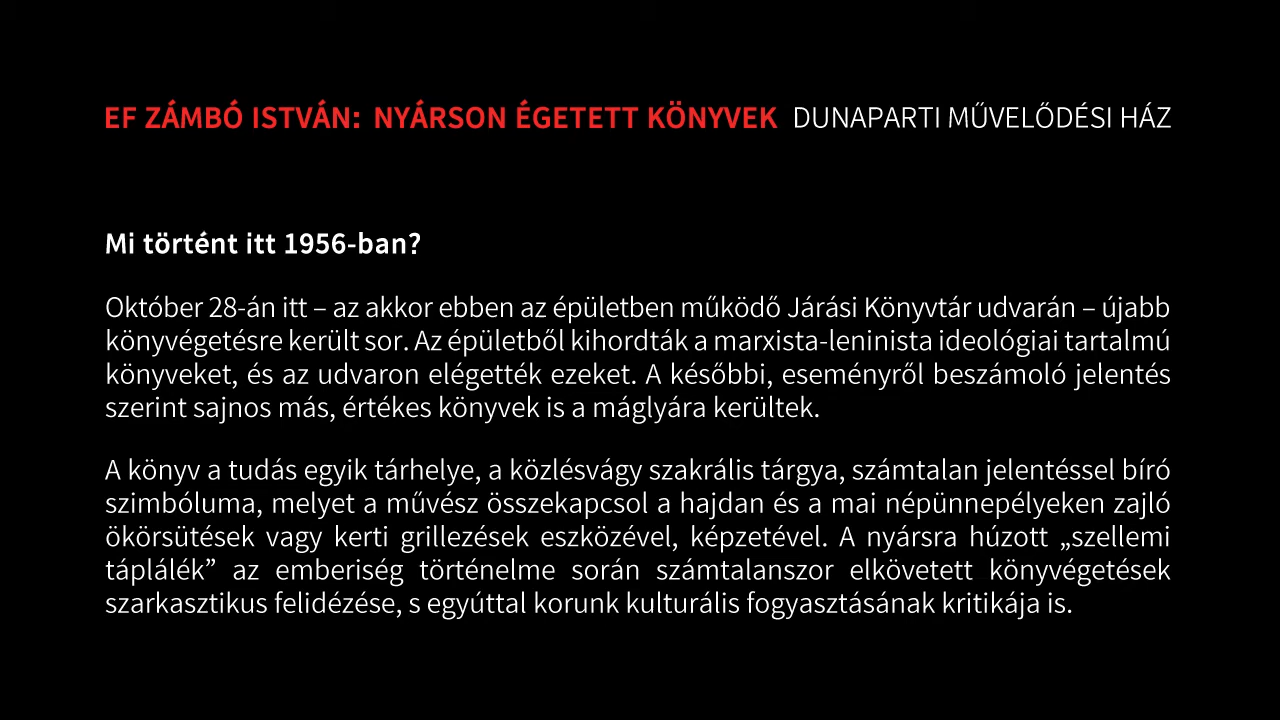 EF ZÁMBÓ ISTVÁN: NYÁRSON ÉGETETT KÖNYVEK DUNAPARTI MŰVELŐDÉSI HÁZ
Mi történt itt 1956-ban?
Október 28-án itt – az akkor ebben az épületben működő Járási Könyvtár udvarán – újabb
könyvégetésre került sor. Az épületből kihordták a marxista-leninista ideológiai tartalmú
könyveket, és az udvaron elégették ezeket. A későbbi, eseményről beszámoló jelentés
szerint sajnos más, értékes könyvek is a máglyára kerültek.
A könyv a tudás egyik tárhelye, a közlésvágy szakrális tárgya, számtalan jelentéssel bíró
szimbóluma, melyet a művész összekapcsol a hajdan és a mai népünnepélyeken zajló
ökörsütések vagy kerti grillezések eszközével, képzetével. A nyársra húzott „szellemi
táplálék” az emberiség történelme során számtalanszor elkövetett könyvégetések
szarkasztikus felidézése, s egyúttal korunk kulturális fogyasztásának kritikája is.